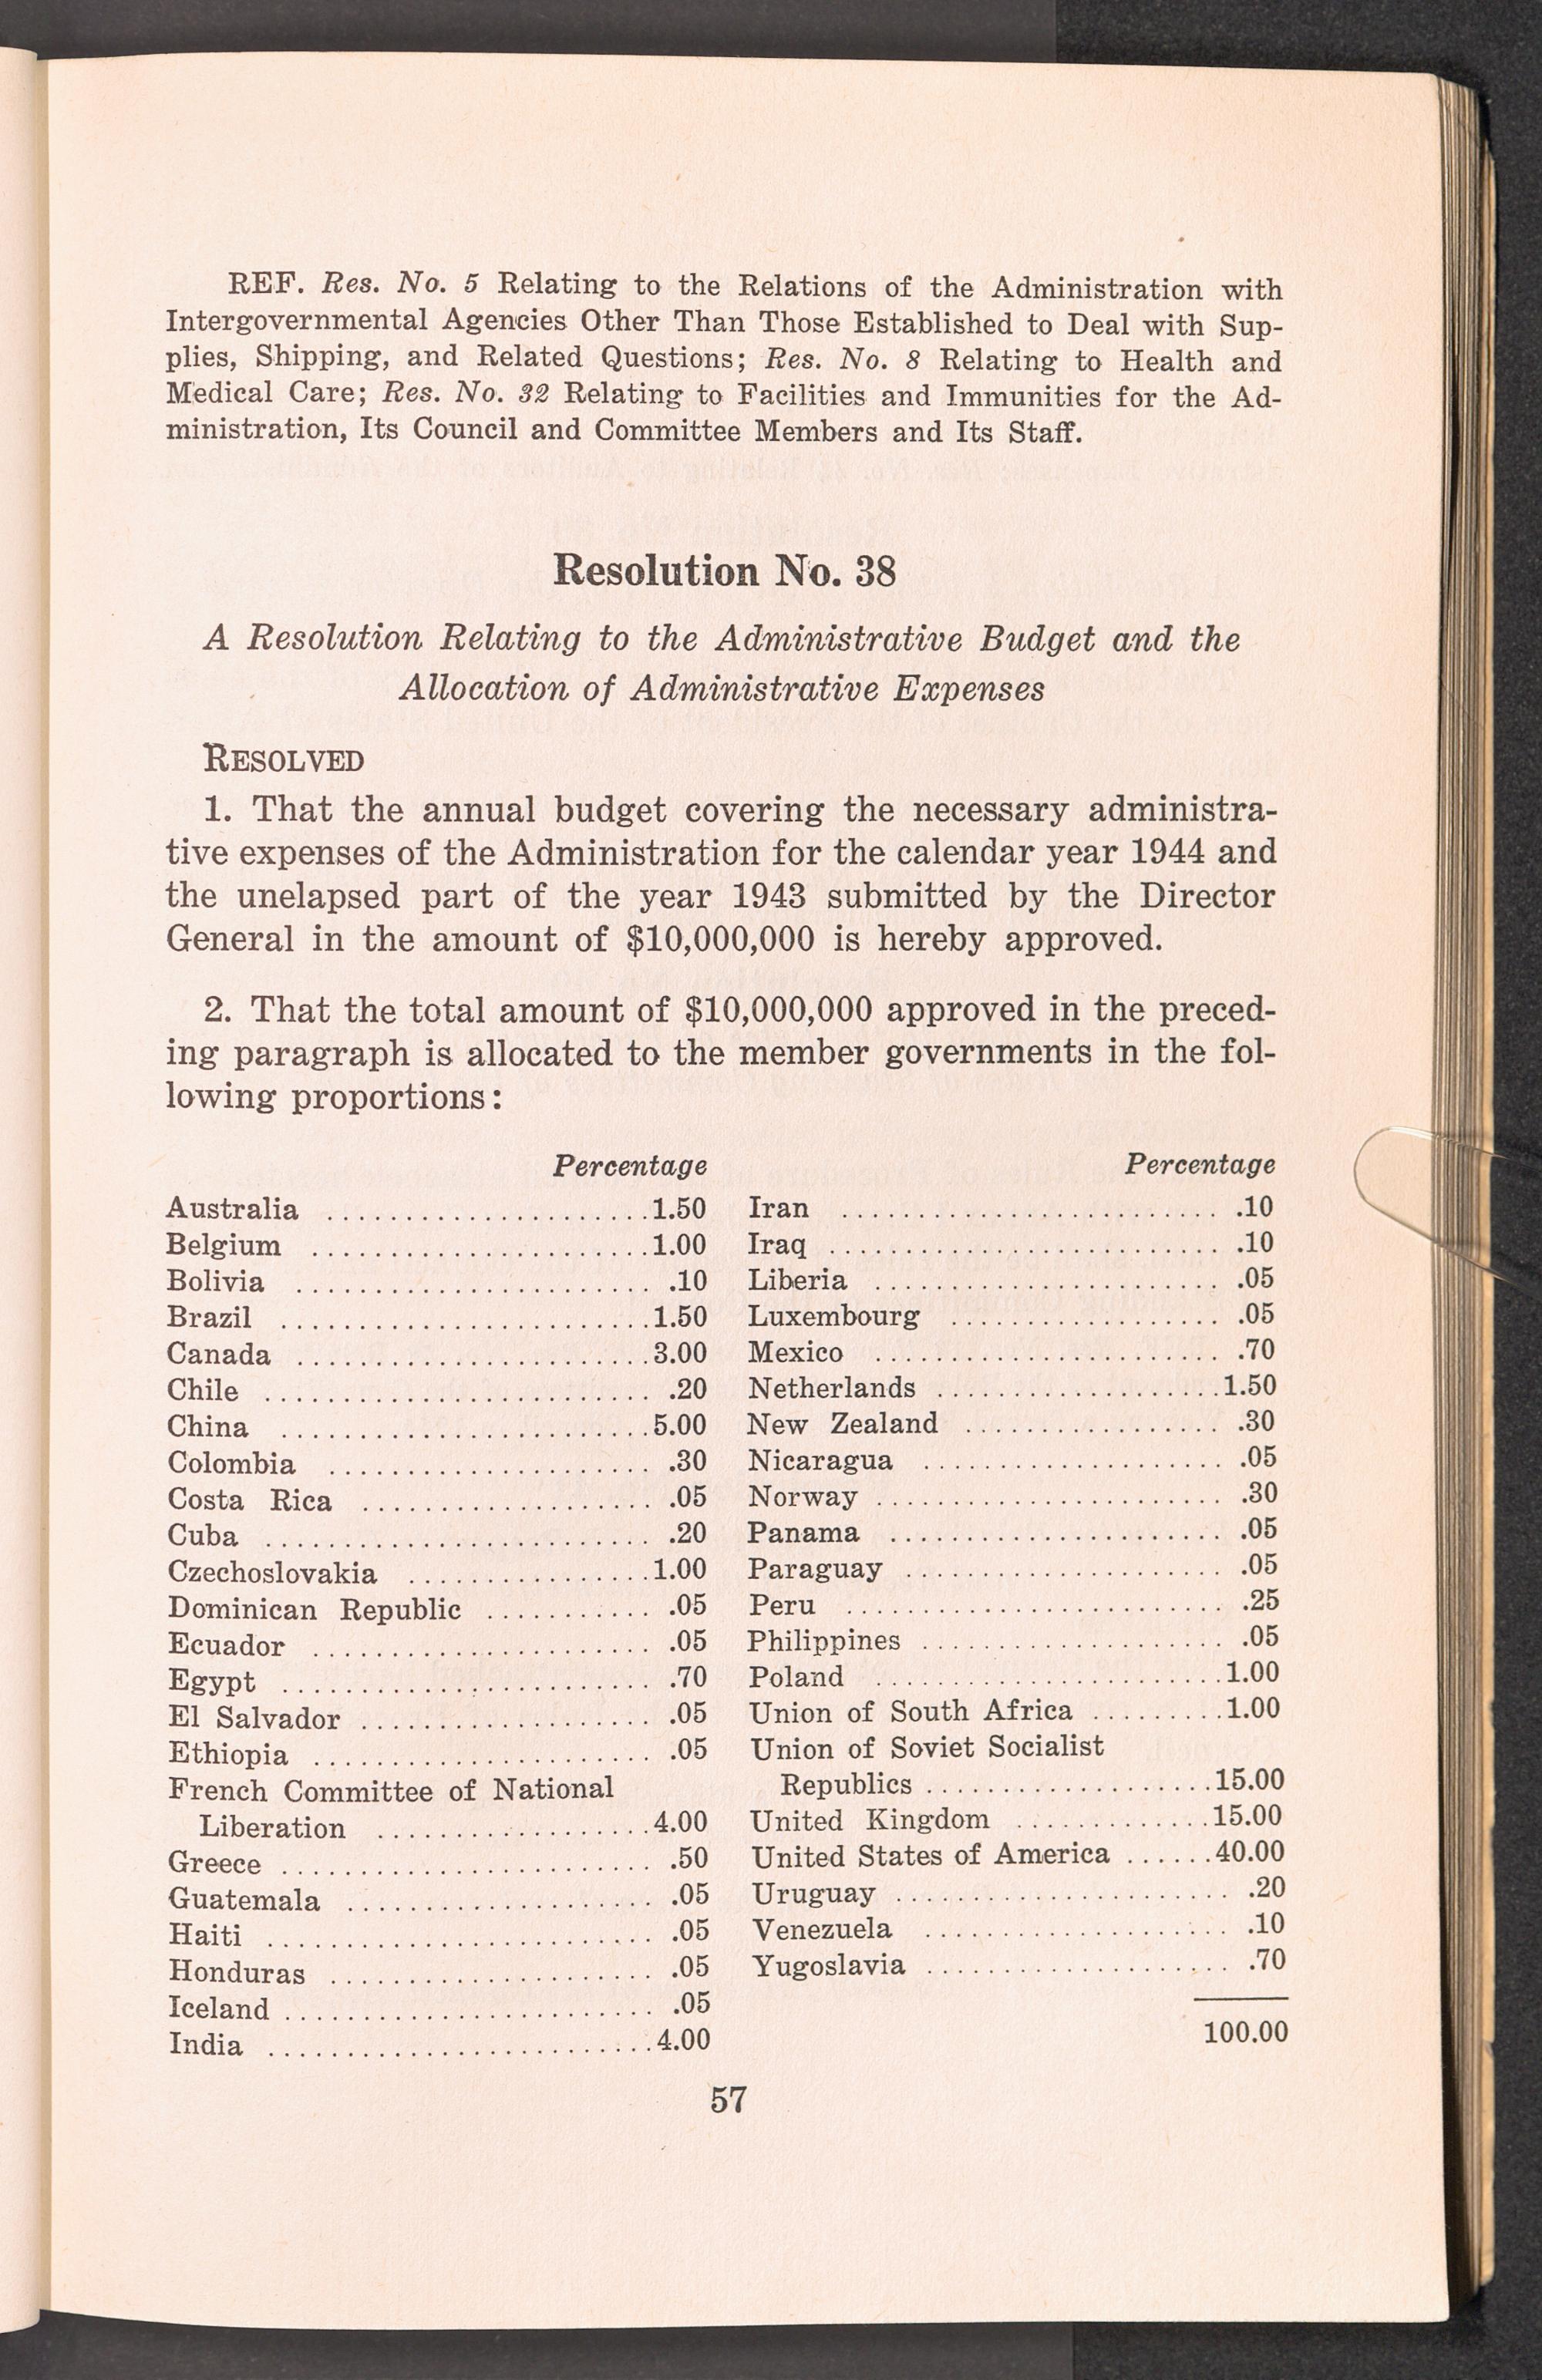 REF. Res. No. 5 Relating to the Relations of the Administration with
Intergovernmental Agencies Other Than Those Established to Deal with Sup-
plies, Shipping, and Related Questions; Res. No. 8 Relating to Health and
Medical Care; Res. No. 32 Relating to Facilities and Immunities for the Ad-
ministration, Its Council and Committee Members and Its Staff.
Resolution No. 38
A Resolution Relating to the Administrative Budget and the
Allocation of Administrative Expenses
RESOLVED
1. That the annual budget covering the necessary administra-
tive expenses of the Administration for the calendar year 1944 and
the unelapsed part of the year 1943 submitted by the Director
General in the amount of $10,000,000 is hereby approved.
2. That the total amount of $10,000,000 approved in the preced-
ing paragraph is allocated to the member governments in the fol-
lowing proportions:
Percentage
Australia ...................... 1.50
Belgium ...................... 1.00
Bolivia ...................... .10
Brazil ...................... 1.50
Canada ...................... 3.00
Chile ...................... .20
China ...................... 5.00
Colombia ...................... .30
Costa Rica ...................... .05
Cuba ...................... .20
Czechoslovakia ................ 1.00
Dominican Republic ........... .05
Ecuador ...................... .05
Egypt ...................... .70
El Salvador ................... .05
Ethiopia ...................... .05
French Committee of National
Liberation .................. 4.00
Greece ...................... .50
Guatemala .................... .05
Haiti ...................... .05
Honduras ..................... .05
Iceland ...................... .05
India ...................... 4.00
Percentage
Iran ...................... .10
Iraq ...................... .10
Liberia ...................... .05
Luxembourg .................. .05
Mexico ...................... .70
Netherlands ................... 1.50
New Zealand ................. .30
Nicaragua .................... .05
Norway ...................... .30
Panama ...................... .05
Paraguay ..................... .05
Peru ...................... .25
Philippines .................... .05
Poland ...................... 1.00
Union of South Africa ......... 1.00
Union of Soviet Socialist
Republics ................... 15.00
United Kingdom ............. 15.00
United States of America ...... 40.00
Uruguay ...................... .20
Venezuela .................... .10
Yugoslavia .................... .70
100.00
57